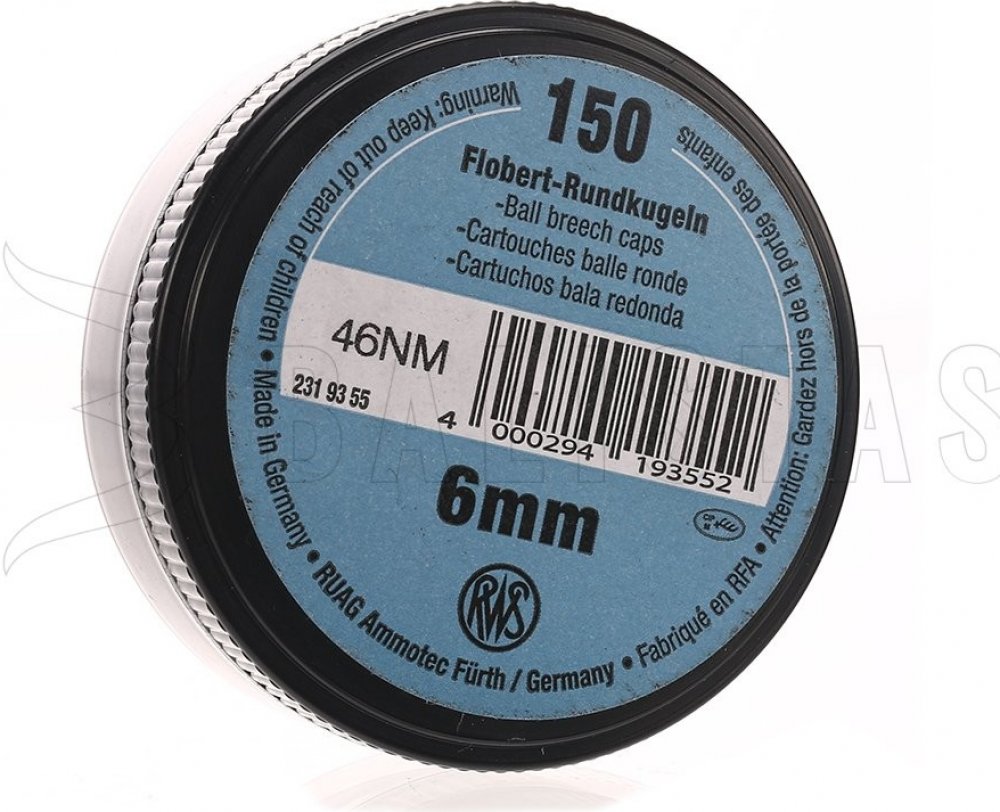 150
Flobert-Rundkugeln
-Ball breech caps
-Cartouches balle ronde
-Cartuchos bala redonda
46NM
231 93 55
4 000294 193552
6mm
RWS
Warning: Keep out of reach of children • Made in Germany • RUAG Ammotec Fürth / Germany • Fabriqué en RFA • Attention: Gardez hors de la portée des enfants